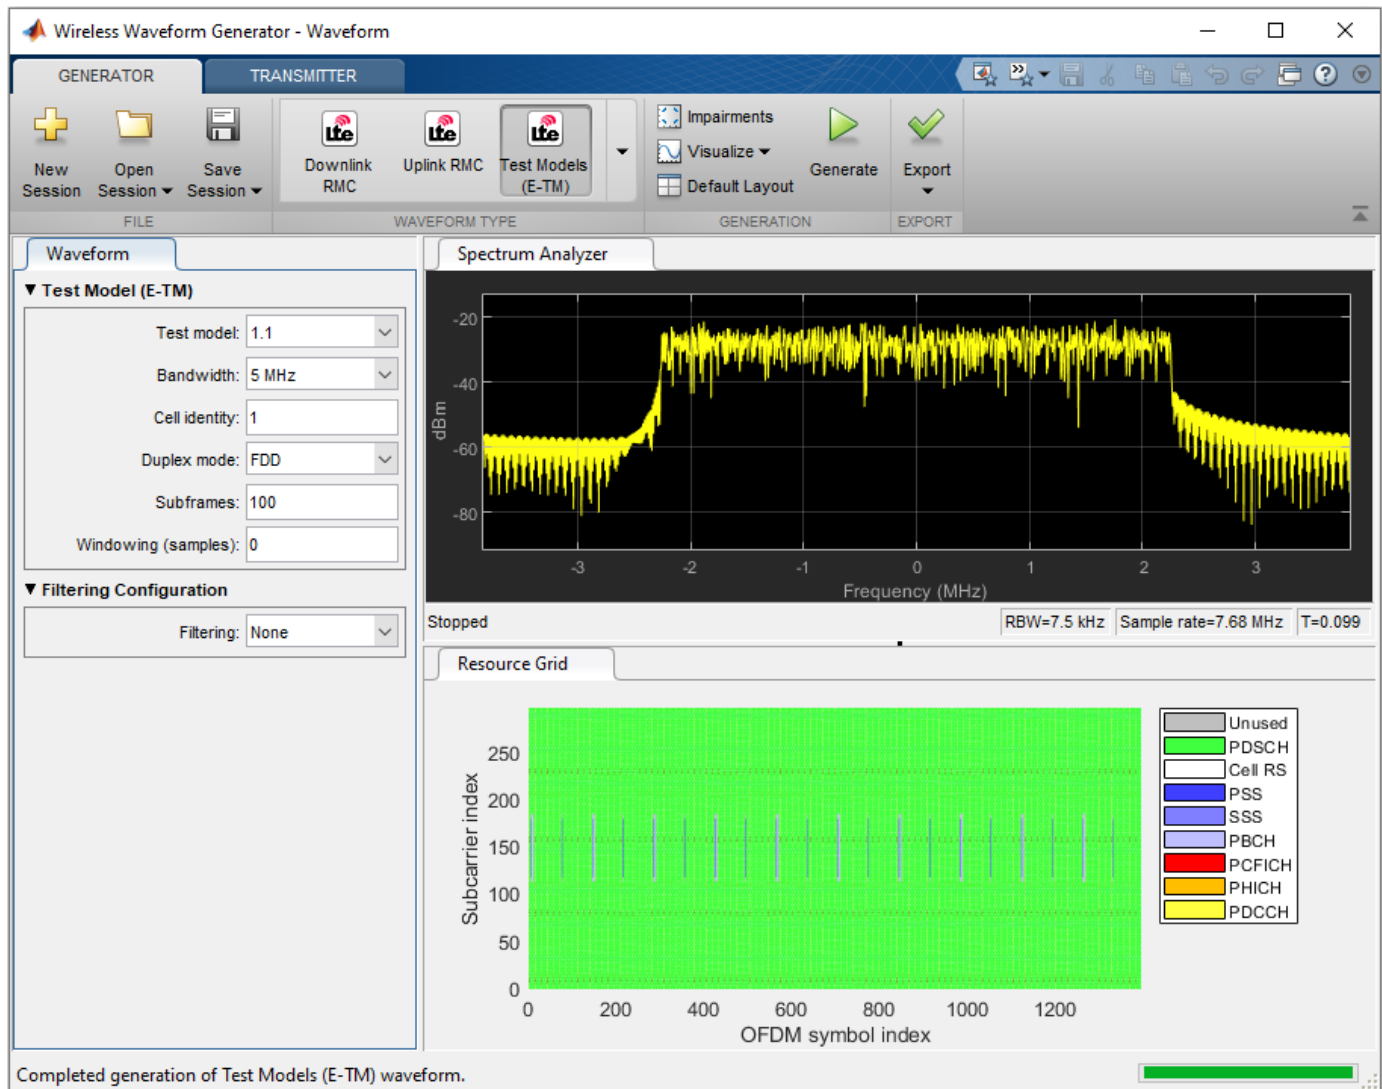 Wireless Waveform Generator - Waveform
GENERATOR TRANSMITTER
New Session
Open Session
Save Session
FILE
LTE
Downlink RMC
LTE
Uplink RMC
LTE
Test Models (E-TM)
WAVEFORM TYPE
Impairments
Visualize
Default Layout
Generate
GENERATION
Export
EXPORT
Waveform
Test Model (E-TM)
Test model: 1.1
Bandwidth: 5 MHz
Cell identity: 1
Duplex mode: FDD
Subframes: 100
Windowing (samples): 0
Filtering Configuration
Filtering: None
Spectrum Analyzer
dBm
-20
-40
-60
-80
-3 -2 -1 0 1 2 3
Frequency (MHz)
Stopped RBW=7.5 kHz Sample rate=7.68 MHz T=0.099
Resource Grid
Subcarrier index
250
200
150
100
50
0
0 200 400 600 800 1000 1200
OFDM symbol index
Unused
PDSCH
Cell RS
PSS
SSS
PBCH
PCFICH
PHICH
PDCCH
Completed generation of Test Models (E-TM) waveform.